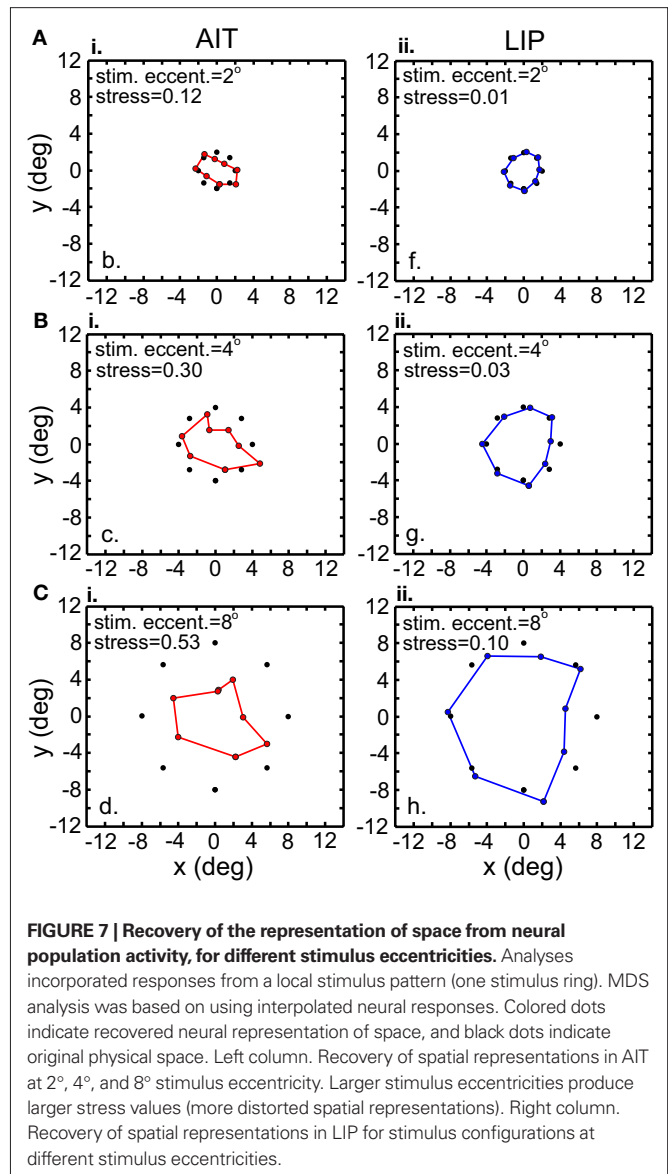 AIT
LIP
A
i.
stim. eccent.=2°
stress=0.12
12
8
4
0
-4
-8
-12
y (deg)
b.
-12 -8 -4 0 4 8 12
ii.
stim. eccent.=2°
stress=0.01
12
8
4
0
-4
-8
-12
f.
-12 -8 -4 0 4 8 12
B
i.
stim. eccent.=4°
stress=0.30
12
8
4
0
-4
-8
-12
y (deg)
c.
-12 -8 -4 0 4 8 12
ii.
stim. eccent.=4°
stress=0.03
12
8
4
0
-4
-8
-12
g.
-12 -8 -4 0 4 8 12
C
i.
stim. eccent.=8°
stress=0.53
12
8
4
0
-4
-8
-12
y (deg)
d.
-12 -8 -4 0 4 8 12
x (deg)
ii.
stim. eccent.=8°
stress=0.10
12
8
4
0
-4
-8
-12
h.
-12 -8 -4 0 4 8 12
x (deg)
FIGURE 7 | Recovery of the representation of space from neural
population activity, for different stimulus eccentricities. Analyses
incorporated responses from a local stimulus pattern (one stimulus ring). MDS
analysis was based on using interpolated neural responses. Colored dots
indicate recovered neural representation of space, and black dots indicate
original physical space. Left column. Recovery of spatial representations in AIT
at 2°, 4°, and 8° stimulus eccentricity. Larger stimulus eccentricities produce
larger stress values (more distorted spatial representations). Right column.
Recovery of spatial representations in LIP for stimulus configurations at
different stimulus eccentricities.